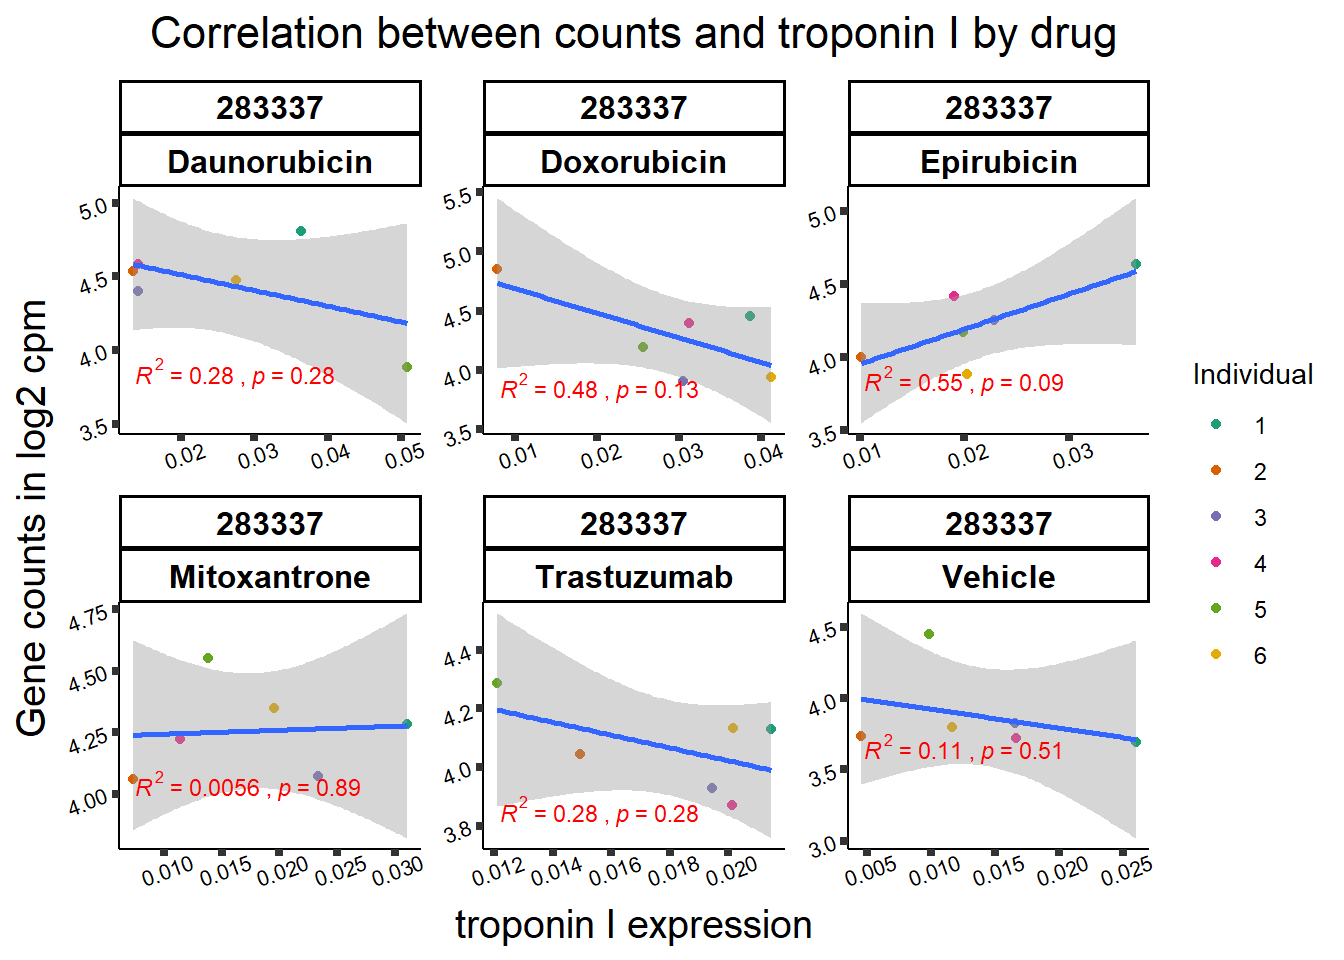 Correlation between counts and troponin I by drug
283337 283337 283337
Daunorubicin Doxorubicin Epirubicin
5.0
4.5
4.0
3.5
R2 = 0.28 , p = 0.28
0.02 0.03 0.04 0.05
5.5
5.0
4.5
4.0
3.5
R2 = 0.48 , p = 0.13
0.01 0.02 0.03 0.04
5.0
4.5
4.0
3.5
R2 = 0.55 , p = 0.09
0.01 0.02 0.03
283337 283337 283337
Mitoxantrone Trastuzumab Vehicle
4.75
4.50
4.25
4.00
R2 = 0.0056 , p = 0.89
0.010 0.015 0.020 0.025 0.030
4.4
4.2
4.0
3.8
R2 = 0.28 , p = 0.28
0.012 0.014 0.016 0.018 0.020
4.5
4.0
3.5
3.0
R2 = 0.11 , p = 0.51
0.005 0.010 0.015 0.020 0.025
Gene counts in log2 cpm
troponin I expression
Individual
1
2
3
4
5
6